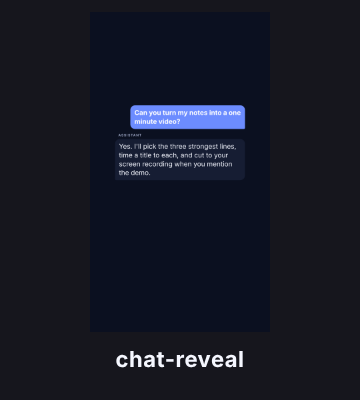 Can you turn my notes into a one
minute video?
ASSISTANT
Yes. I'll pick the three strongest lines,
time a title to each, and cut to your
screen recording when you mention
the demo.
chat-reveal